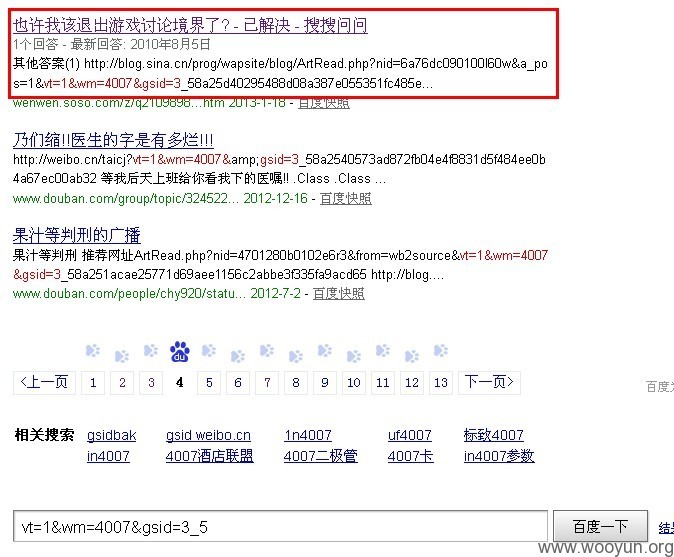 也许我该退出游戏讨论境界了? - 已解决 - 搜搜问问
1个回答 - 最新回答: 2010年8月5日
其他答案(1) http://blog.sina.cn/prog/wapsite/blog/ArtRead.php?nid=6a76dc090100l60w&a_po
s=1&vt=1&wm=4007&gsid=3_58a25d40295488d08a387e055351fc485e...
wenwen.soso.com/z/q2109898...htm 2013-1-18 - 百度快照
乃们缩!!医生的字是有多烂!!!
http://weibo.cn/taicj?vt=1&wm=4007&amp;gsid=3_58a2540573ad872fb04e4f8831d5f484ee0b
4a67ec00ab32 等我后天上班给你看我下的医嘱!! .Class .Class ...
www.douban.com/group/topic/324522... 2012-12-16 - 百度快照
果汁等判刑的广播
果汁等判刑 推荐网址ArtRead.php?nid=4701280b0102e6r3&from=wb2source&vt=1&wm=4007
&gsid=3_58a251acae25771d69aee1156c2abbe3f335fa9acd65 http://blog....
www.douban.com/people/chy920/statu... 2012-7-2 - 百度快照
du
<上一页 1 2 3 4 5 6 7 8 9 10 11 12 13 下一页>
百度为
相关搜索 gsidbak gsid weibo.cn 1n4007 uf4007 标致4007
in4007 4007酒店联盟 4007二极管 4007卡 in4007参数
vt=1&wm=4007&gsid=3_5 百度一下 结
www.wooyun.org